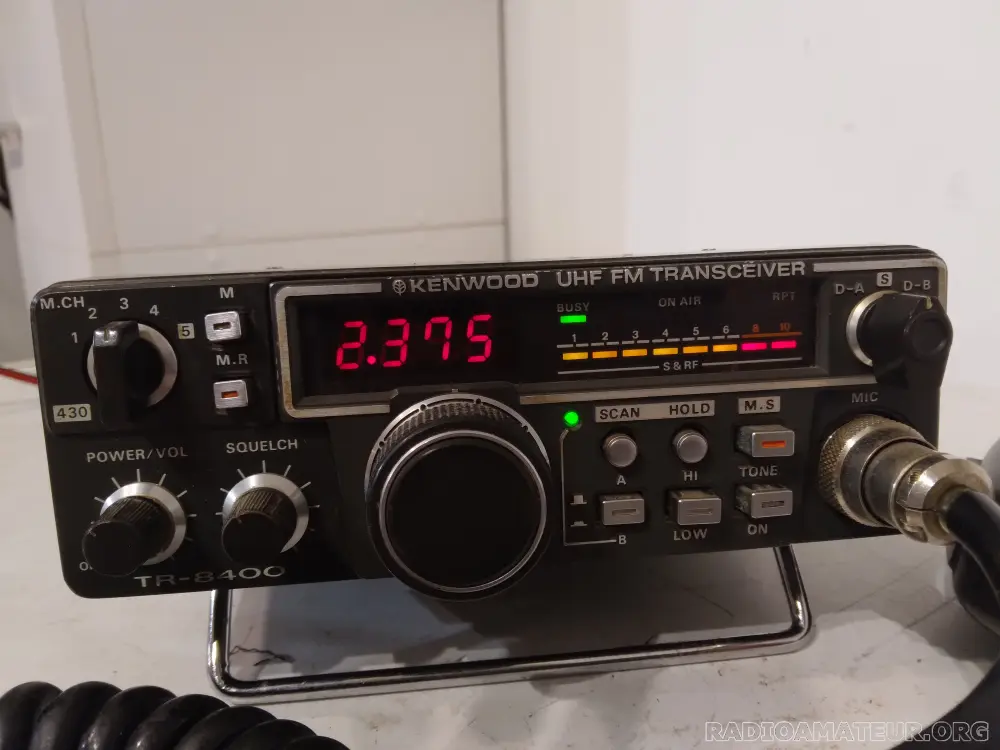 M.CH
1 2 3 4 5
430
M
M.R
KENWOOD UHF FM TRANSCEIVER
2.375
BUSY ON AIR RPT
1 2 3 4 5 6 8 10
S & RF
D-A S D-B
POWER/VOL
SQUELCH
SCAN HOLD M.S
MIC
A HI TONE
B LOW ON
TR-8400
RADIOAMATEUR.ORG